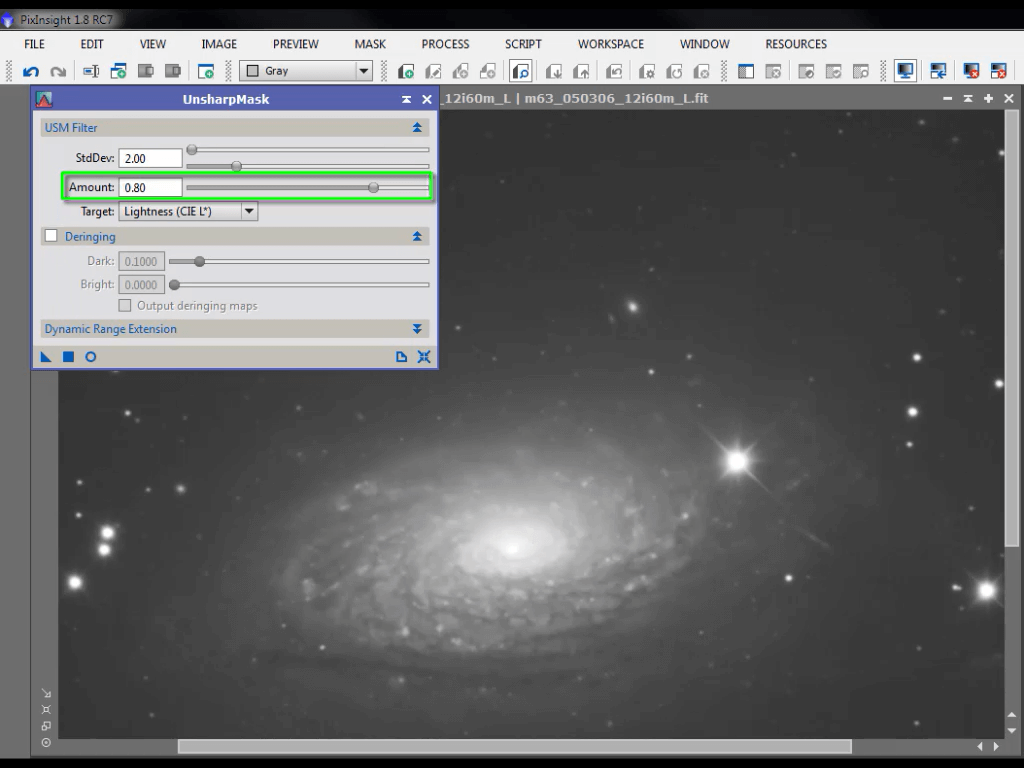 PixInsight 1.8 RC7
FILE EDIT VIEW IMAGE PREVIEW MASK PROCESS SCRIPT WORKSPACE WINDOW RESOURCES
Gray
UnsharpMask
_12i60m_L | m63_050306_12i60m_L.fit
USM Filter
StdDev: 2.00
Amount: 0.80
Target: Lightness (CIE L*)
Deringing
Dark: 0.1000
Bright: 0.0000
Output deringing maps
Dynamic Range Extension